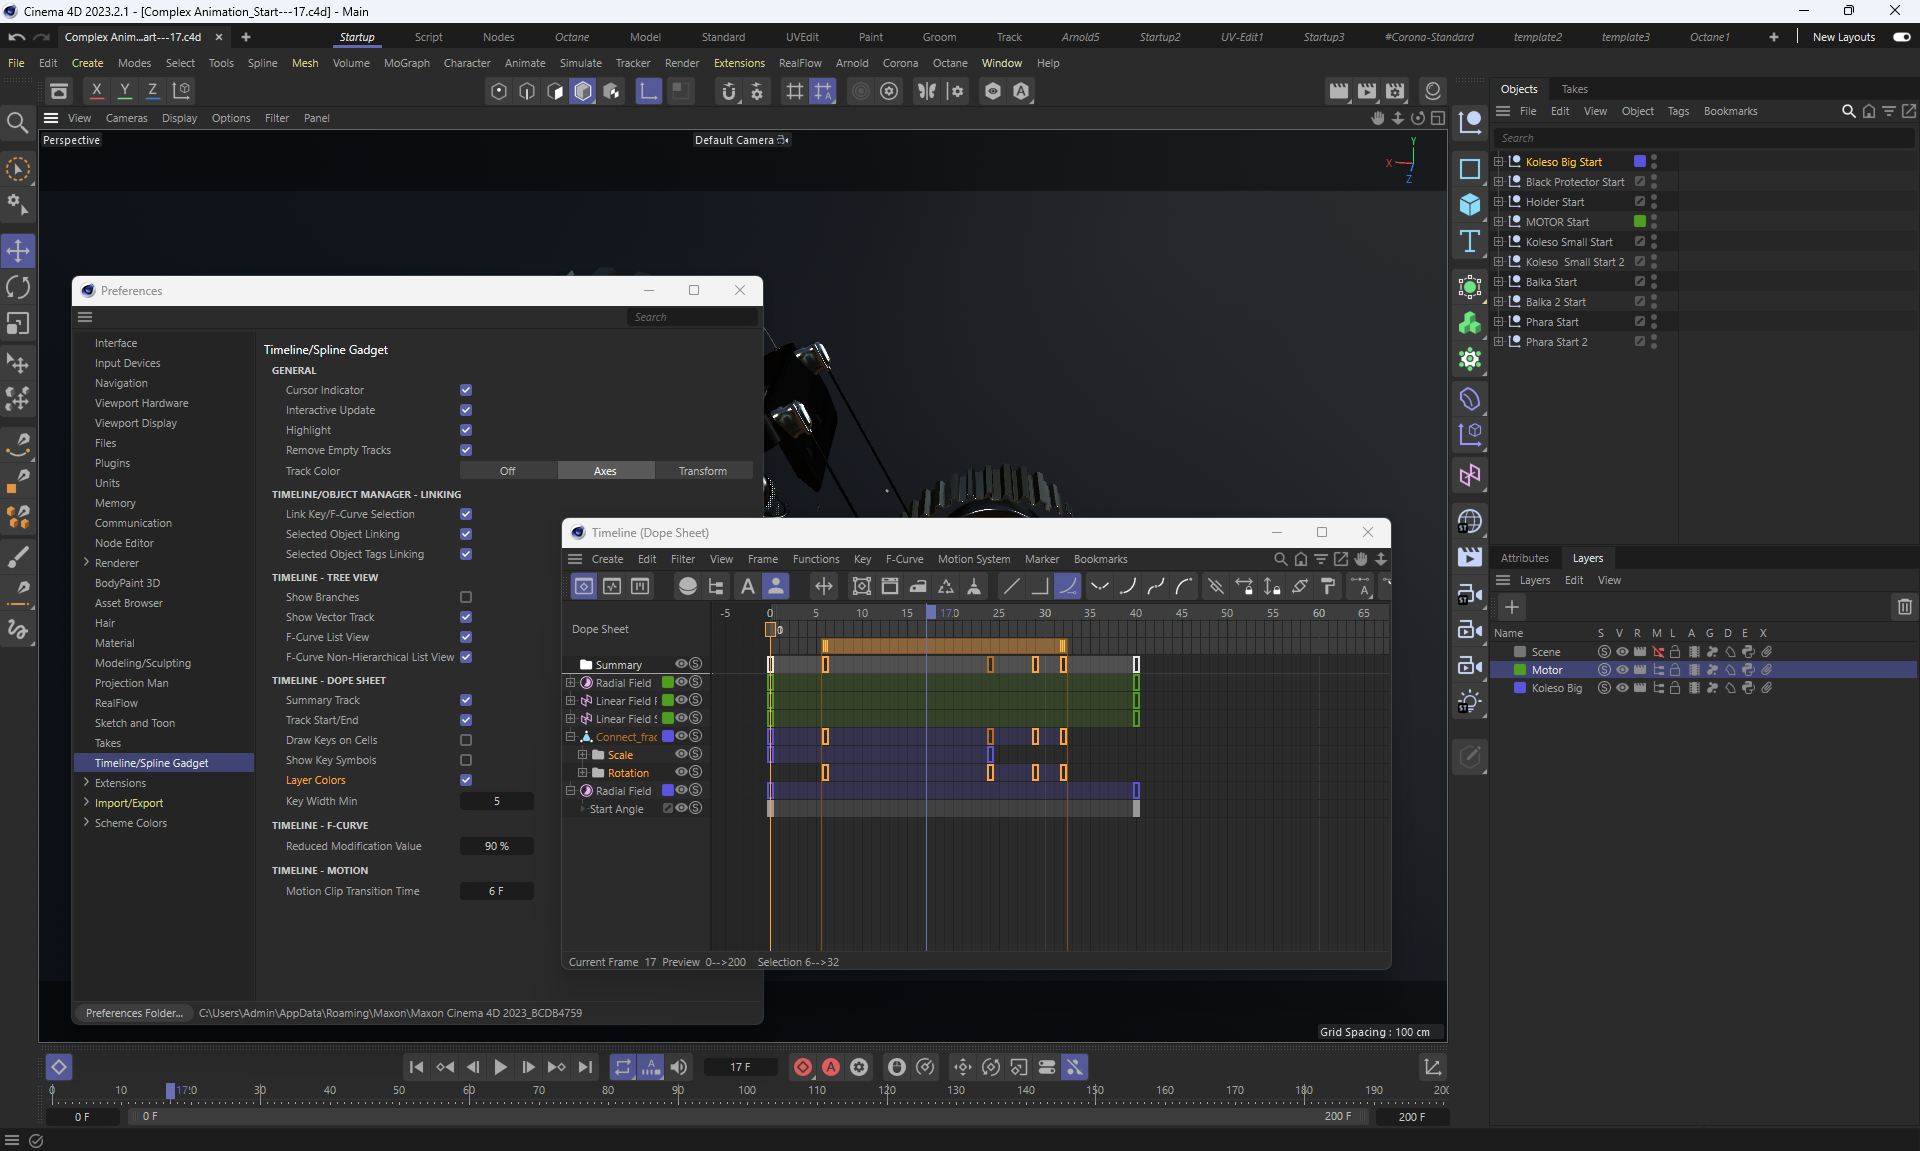 Cinema 4D 2023.2.1 - [Complex Animation_Start---17.c4d] - Main
Complex Anim...art---17.c4d
Startup Script Nodes Octane Model Standard UVEdit Paint Groom Track Arnold5 Startup2 UV-Edit1 Startup3 #Corona-Standard template2 template3 Octane1 New Layouts
File Edit Create Modes Select Tools Spline Mesh Volume MoGraph Character Animate Simulate Tracker Render Extensions RealFlow Arnold Corona Octane Window Help
X Y Z
View Cameras Display Options Filter Panel
Perspective
Default Camera
Y
X
Z
Objects Takes
File Edit View Object Tags Bookmarks
Search
Koleso Big Start
Black Protector Start
Holder Start
MOTOR Start
Koleso Small Start
Koleso Small Start 2
Balka Start
Balka 2 Start
Phara Start
Phara Start 2
Attributes Layers
Layers Edit View
Name S V R M L A G D E X
Scene
Motor
Koleso Big
Preferences
Search
Interface
Input Devices
Navigation
Viewport Hardware
Viewport Display
Files
Plugins
Units
Memory
Communication
Node Editor
Renderer
BodyPaint 3D
Asset Browser
Hair
Material
Modeling/Sculpting
Projection Man
RealFlow
Sketch and Toon
Takes
Timeline/Spline Gadget
Extensions
Import/Export
Scheme Colors
Timeline/Spline Gadget
GENERAL
Cursor Indicator
Interactive Update
Highlight
Remove Empty Tracks
Track Color Off Axes Transform
TIMELINE/OBJECT MANAGER - LINKING
Link Key/F-Curve Selection
Selected Object Linking
Selected Object Tags Linking
TIMELINE - TREE VIEW
Show Branches
Show Vector Track
F-Curve List View
F-Curve Non-Hierarchical List View
TIMELINE - DOPE SHEET
Summary Track
Track Start/End
Draw Keys on Cells
Show Key Symbols
Layer Colors
Key Width Min 5
TIMELINE - F-CURVE
Reduced Modification Value 90 %
TIMELINE - MOTION
Motion Clip Transition Time 6 F
Preferences Folder... C:\Users\Admin\AppData\Roaming\Maxon\Maxon Cinema 4D 2023_BCDB4759
Timeline (Dope Sheet)
Create Edit Filter View Frame Functions Key F-Curve Motion System Marker Bookmarks
-5 0 5 10 15 17 0 25 30 35 40 45 50 55 60 65
Dope Sheet 0
Summary
Radial Field
Linear Field
Linear Field
Connect_frac
Scale
Rotation
Radial Field
Start Angle
Current Frame 17 Preview 0-->200 Selection 6-->32
Grid Spacing : 100 cm
17 F
0 10 17 0 30 40 50 60 70 80 90 100 110 120 130 140 150 160 170 180 190 200
0 F 0 F 200 F 200 F